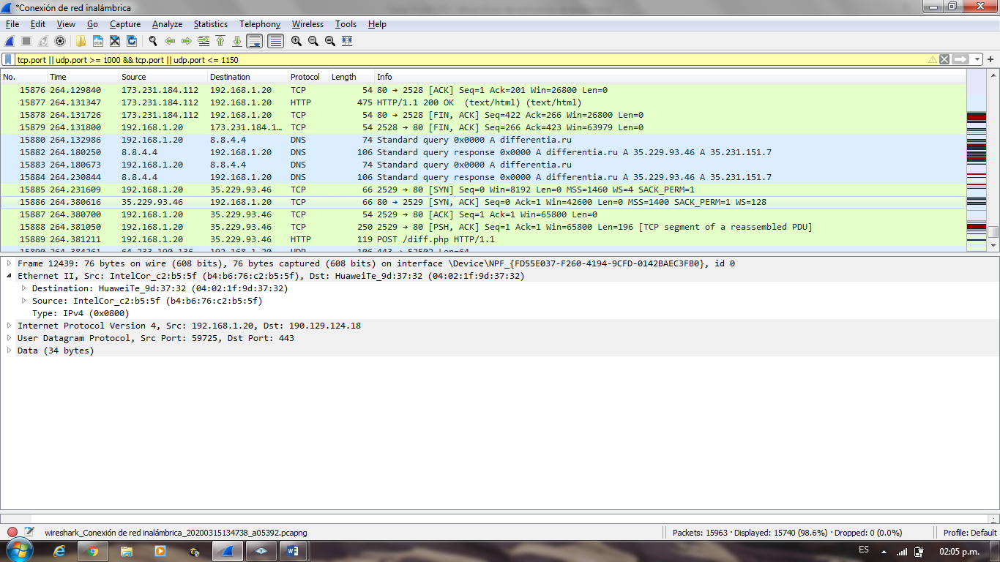 *Conexión de red inalámbrica
File Edit View Go Capture Analyze Statistics Telephony Wireless Tools Help
tcp.port || udp.port >= 1000 && tcp.port || udp.port <= 1150
No. Time Source Destination Protocol Length Info
15876 264.129840 173.231.184.112 192.168.1.20 TCP 54 80 → 2528 [ACK] Seq=1 Ack=201 Win=26800 Len=0
15877 264.131347 173.231.184.112 192.168.1.20 HTTP 475 HTTP/1.1 200 OK (text/html) (text/html)
15878 264.131726 173.231.184.112 192.168.1.20 TCP 54 80 → 2528 [FIN, ACK] Seq=422 Ack=266 Win=26800 Len=0
15879 264.131800 192.168.1.20 173.231.184.1… TCP 54 2528 → 80 [FIN, ACK] Seq=266 Ack=423 Win=63979 Len=0
15880 264.132986 192.168.1.20 8.8.4.4 DNS 74 Standard query 0x0000 A differentia.ru
15882 264.180250 8.8.4.4 192.168.1.20 DNS 106 Standard query response 0x0000 A differentia.ru A 35.229.93.46 A 35.231.151.7
15883 264.180673 192.168.1.20 8.8.4.4 DNS 74 Standard query 0x0000 A differentia.ru
15884 264.230844 8.8.4.4 192.168.1.20 DNS 106 Standard query response 0x0000 A differentia.ru A 35.229.93.46 A 35.231.151.7
15885 264.231609 192.168.1.20 35.229.93.46 TCP 66 2529 → 80 [SYN] Seq=0 Win=8192 Len=0 MSS=1460 WS=4 SACK_PERM=1
15886 264.380616 35.229.93.46 192.168.1.20 TCP 66 80 → 2529 [SYN, ACK] Seq=0 Ack=1 Win=42600 Len=0 MSS=1400 SACK_PERM=1 WS=128
15887 264.380700 192.168.1.20 35.229.93.46 TCP 54 2529 → 80 [ACK] Seq=1 Ack=1 Win=65800 Len=0
15888 264.381050 192.168.1.20 35.229.93.46 TCP 250 2529 → 80 [PSH, ACK] Seq=1 Ack=1 Win=65800 Len=196 [TCP segment of a reassembled PDU]
15889 264.381211 192.168.1.20 35.229.93.46 HTTP 119 POST /diff.php HTTP/1.1
15890 264.384261 64.233.190.136 192.168.1.20 UDP 106 443 → 52502 Len=64
Frame 12439: 76 bytes on wire (608 bits), 76 bytes captured (608 bits) on interface \Device\NPF_{FD55E037-F260-4194-9CFD-0142BAEC3FB0}, id 0
Ethernet II, Src: IntelCor_c2:b5:5f (b4:b6:76:c2:b5:5f), Dst: HuaweiTe_9d:37:32 (04:02:1f:9d:37:32)
Destination: HuaweiTe_9d:37:32 (04:02:1f:9d:37:32)
Source: IntelCor_c2:b5:5f (b4:b6:76:c2:b5:5f)
Type: IPv4 (0x0800)
Internet Protocol Version 4, Src: 192.168.1.20, Dst: 190.129.124.18
User Datagram Protocol, Src Port: 59725, Dst Port: 443
Data (34 bytes)
wireshark_Conexión de red inalámbrica_20200315134738_a05392.pcapng
Packets: 15963 · Displayed: 15740 (98.6%) · Dropped: 0 (0.0%)
Profile: Default
ES
02:05 p.m.